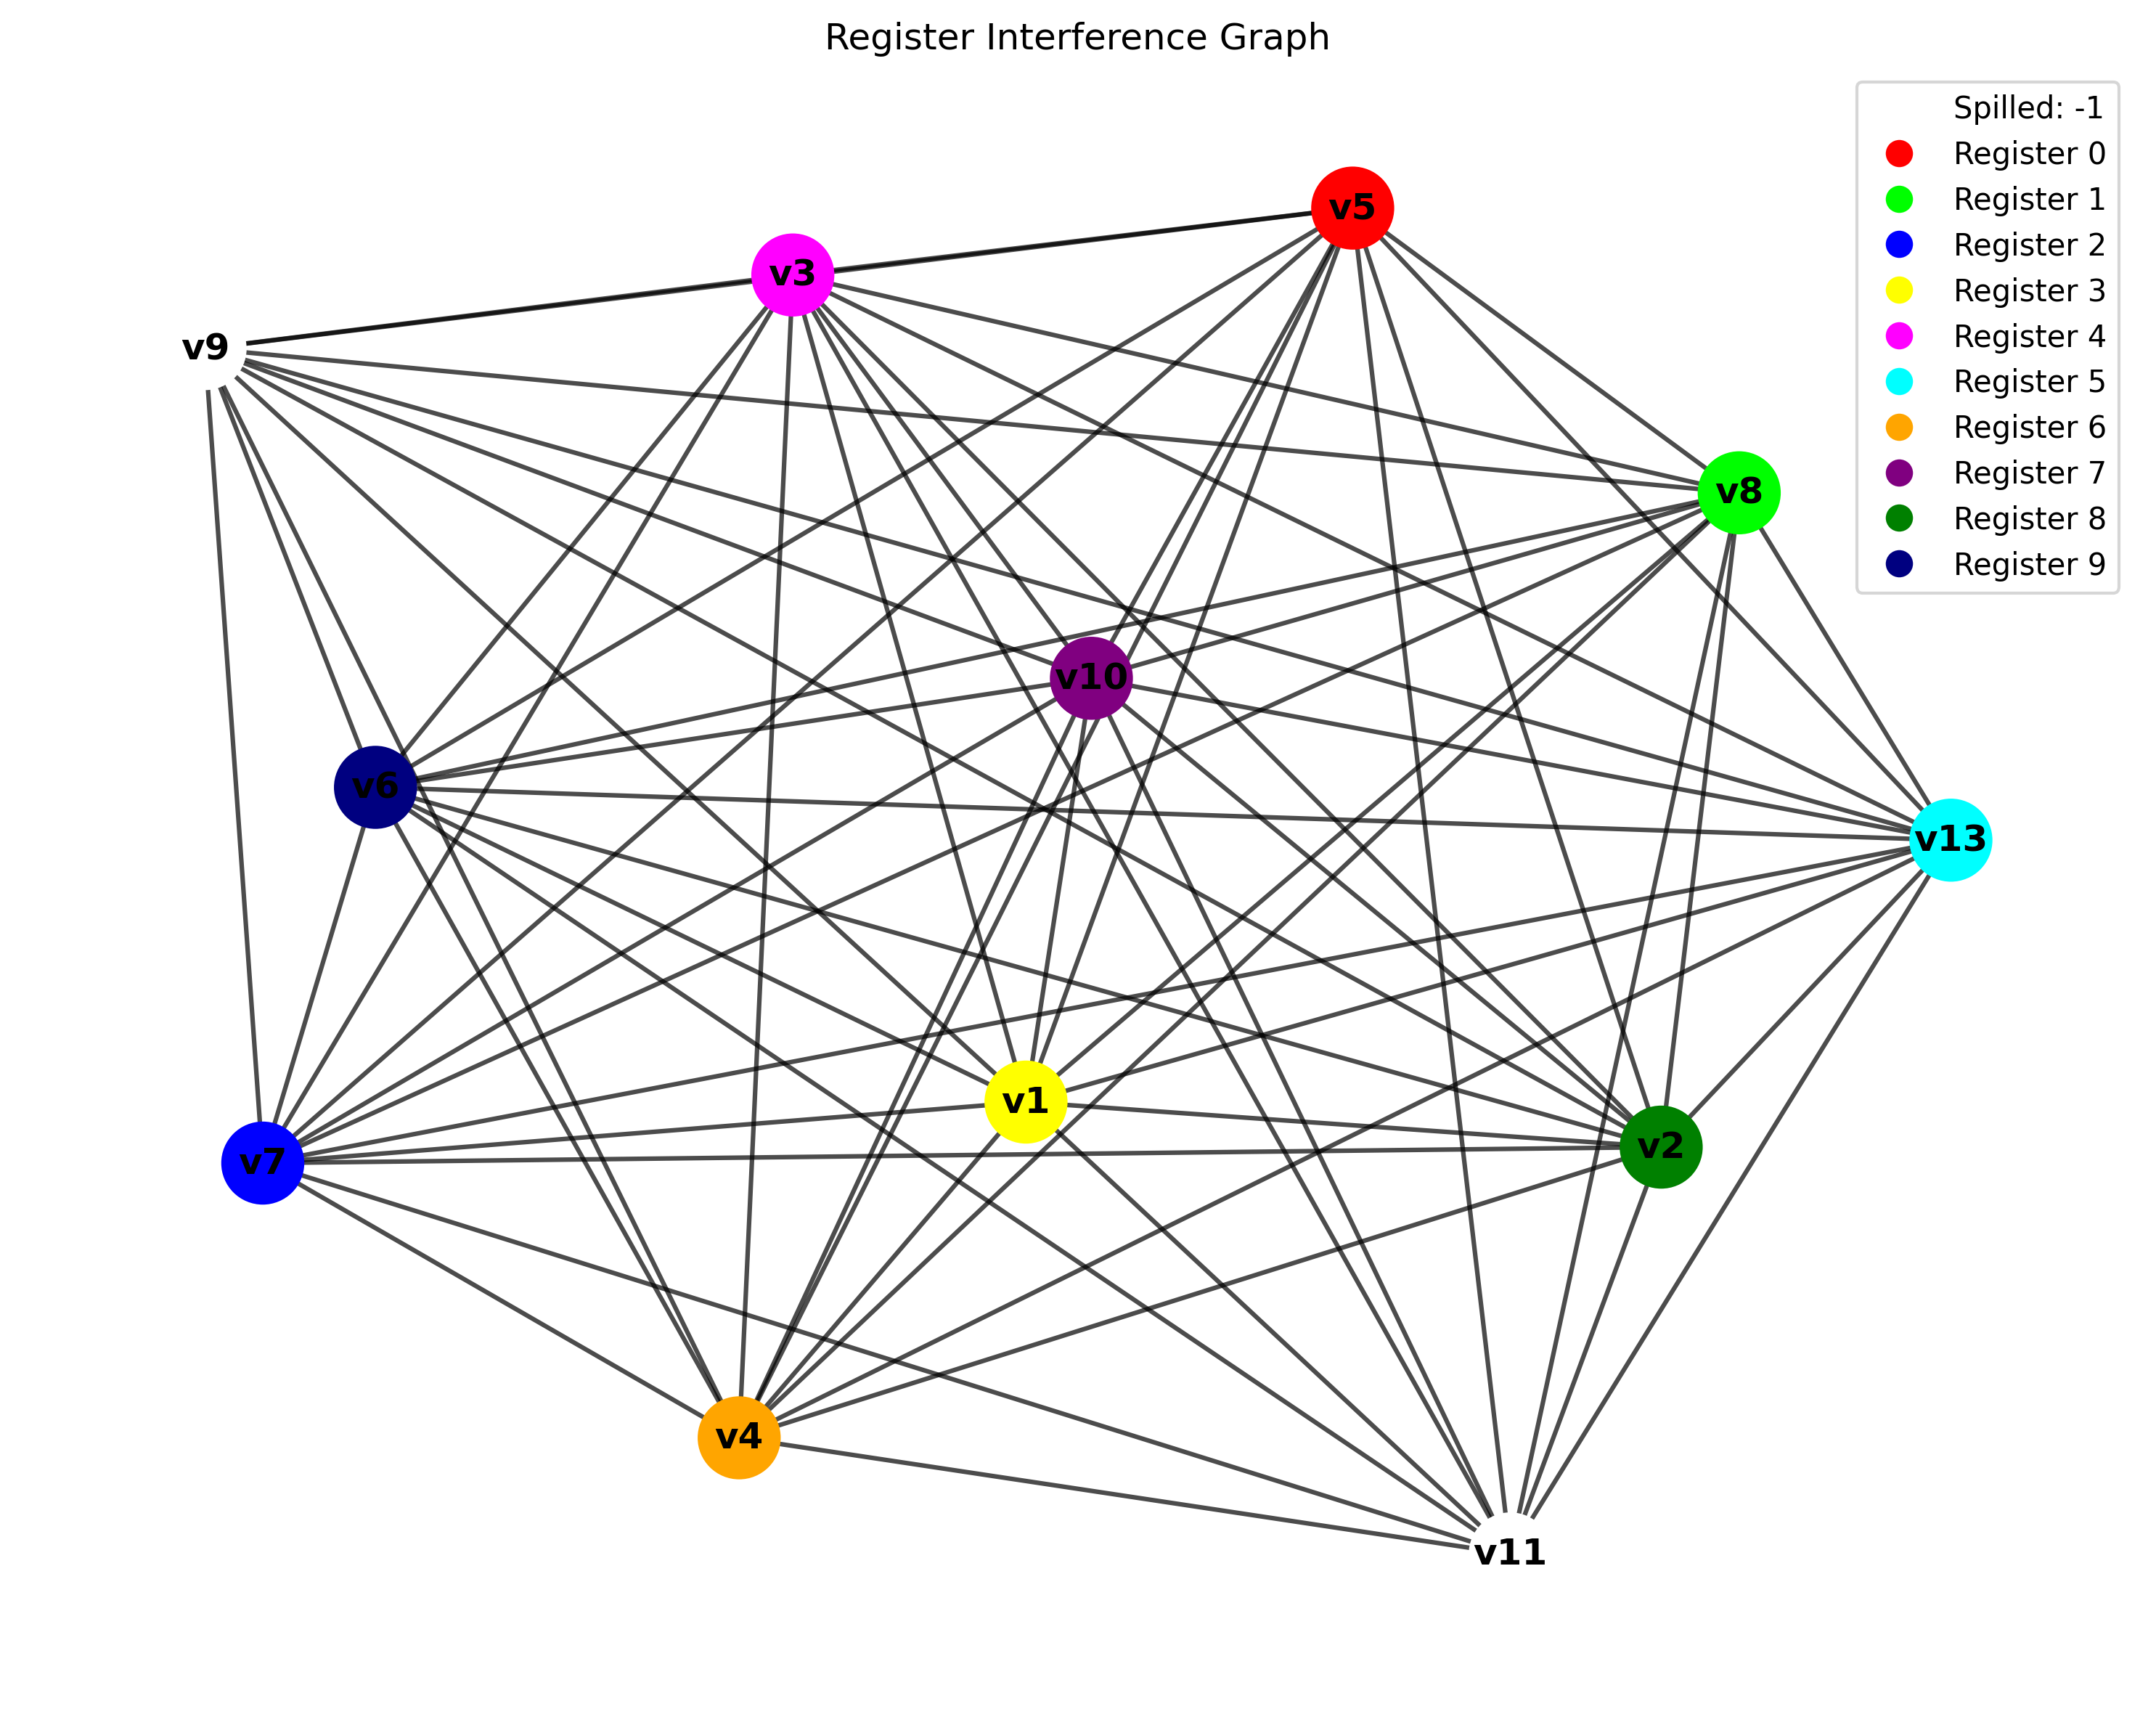 Register Interference Graph
Spilled: -1
Register 0
Register 1
Register 2
Register 3
Register 4
Register 5
Register 6
Register 7
Register 8
Register 9
v5
v3
v9
v8
v10
v6
v13
v1
v2
v7
v4
v11